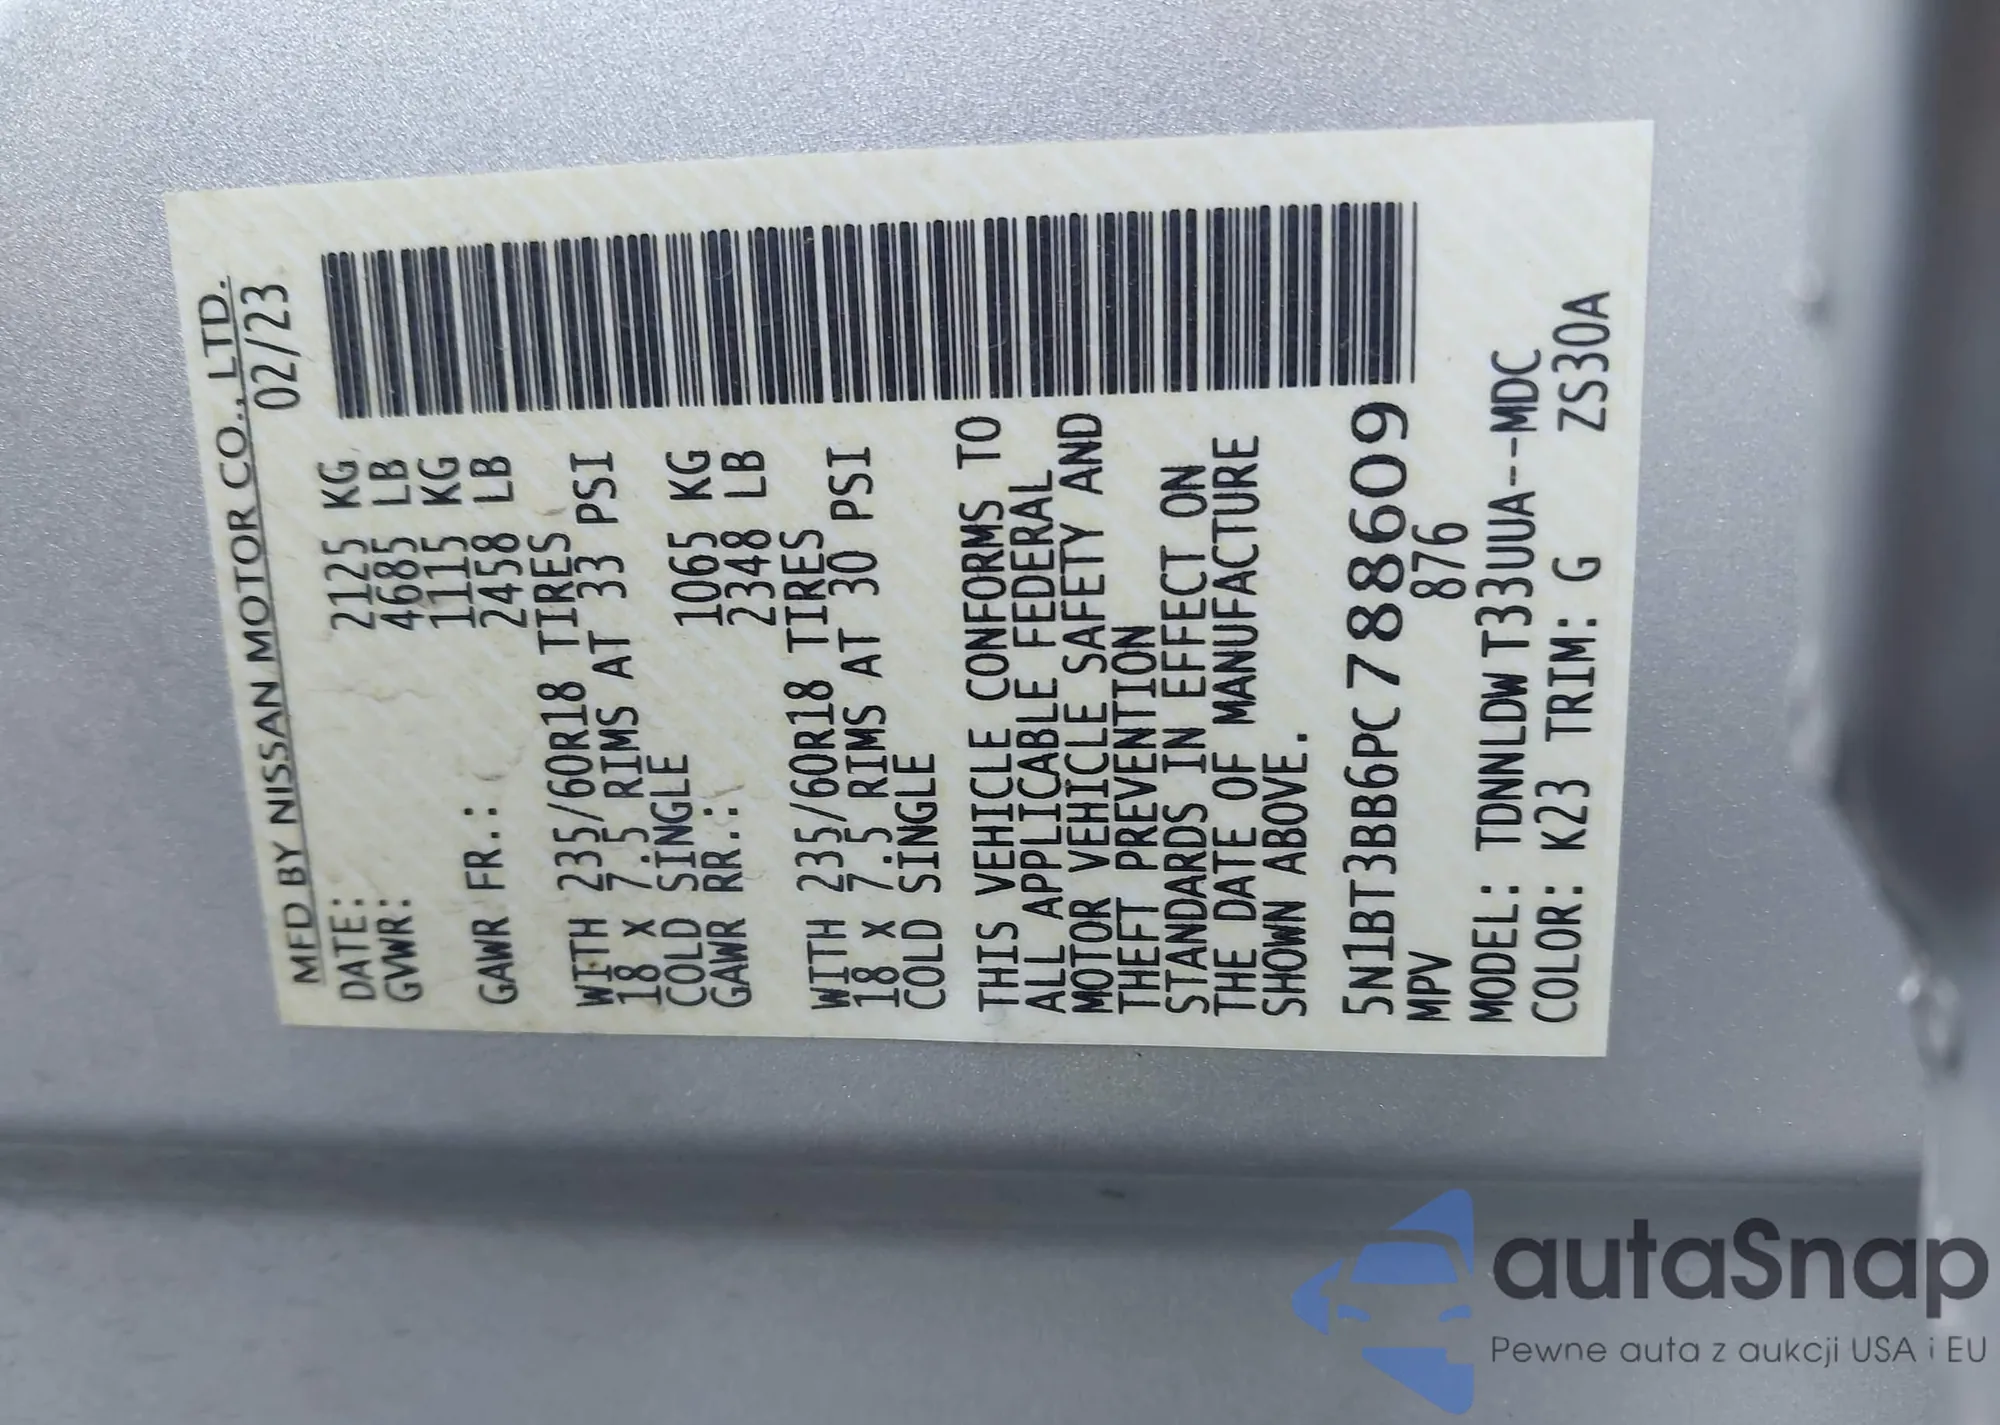 MFD BY NISSAN MOTOR CO., LTD.
DATE: 02/23
GVWR: 2125 KG
4685 LB
1115 KG
GAWR FR.: 2458 LB
WITH 235/60R18 TIRES
18 X 7.5 RIMS AT 33 PSI
COLD SINGLE
GAWR RR.: 1065 KG
2348 LB
WITH 235/60R18 TIRES
18 X 7.5 RIMS AT 30 PSI
COLD SINGLE
THIS VEHICLE CONFORMS TO
ALL APPLICABLE FEDERAL
MOTOR VEHICLE SAFETY AND
THEFT PREVENTION
STANDARDS IN EFFECT ON
THE DATE OF MANUFACTURE
SHOWN ABOVE.
5N1BT3BB6PC788609
MPV 876
MODEL: TDNNLDWT33UUA--MDC
COLOR: K23 TRIM: G ZS30A
autaSnap
Pewne auta z aukcji USA i EU